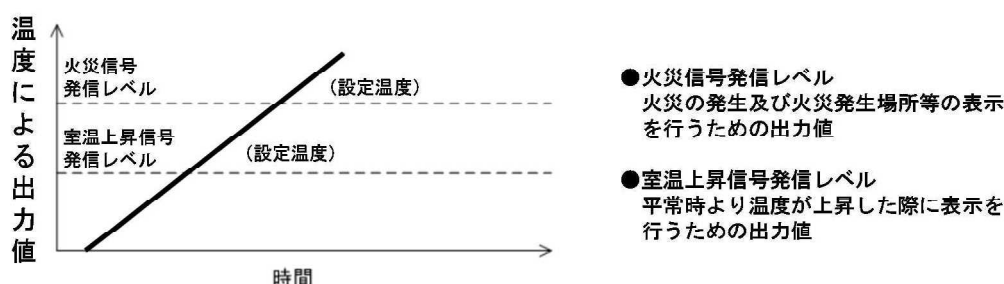 温度による出力値
火災信号
発信レベル
（設定温度）
室温上昇信号
発信レベル
（設定温度）
時間
●火災信号発信レベル
火災の発生及び火災発生場所等の表示
を行うための出力値
●室温上昇信号発信レベル
平常時より温度が上昇した際に表示を
行うための出力値